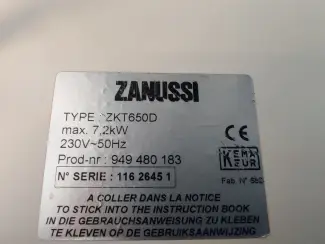 ZANUSSI
TYPE : ZKT650D
max. 7,2kW
230V~50Hz
Prod-nr : 949 480 183
CE
KEMA
KEUR
N° SERIE : 116 2645 1
Fab. N°
A COLLER DANS LA NOTICE
TO STICK INTO THE INSTRUCTION BOOK
IN DIE GEBRAUCHSANWEISUNG ZU KLEBEN
TE KLEVEN OP DE GEBRUIKSAANWIJZING